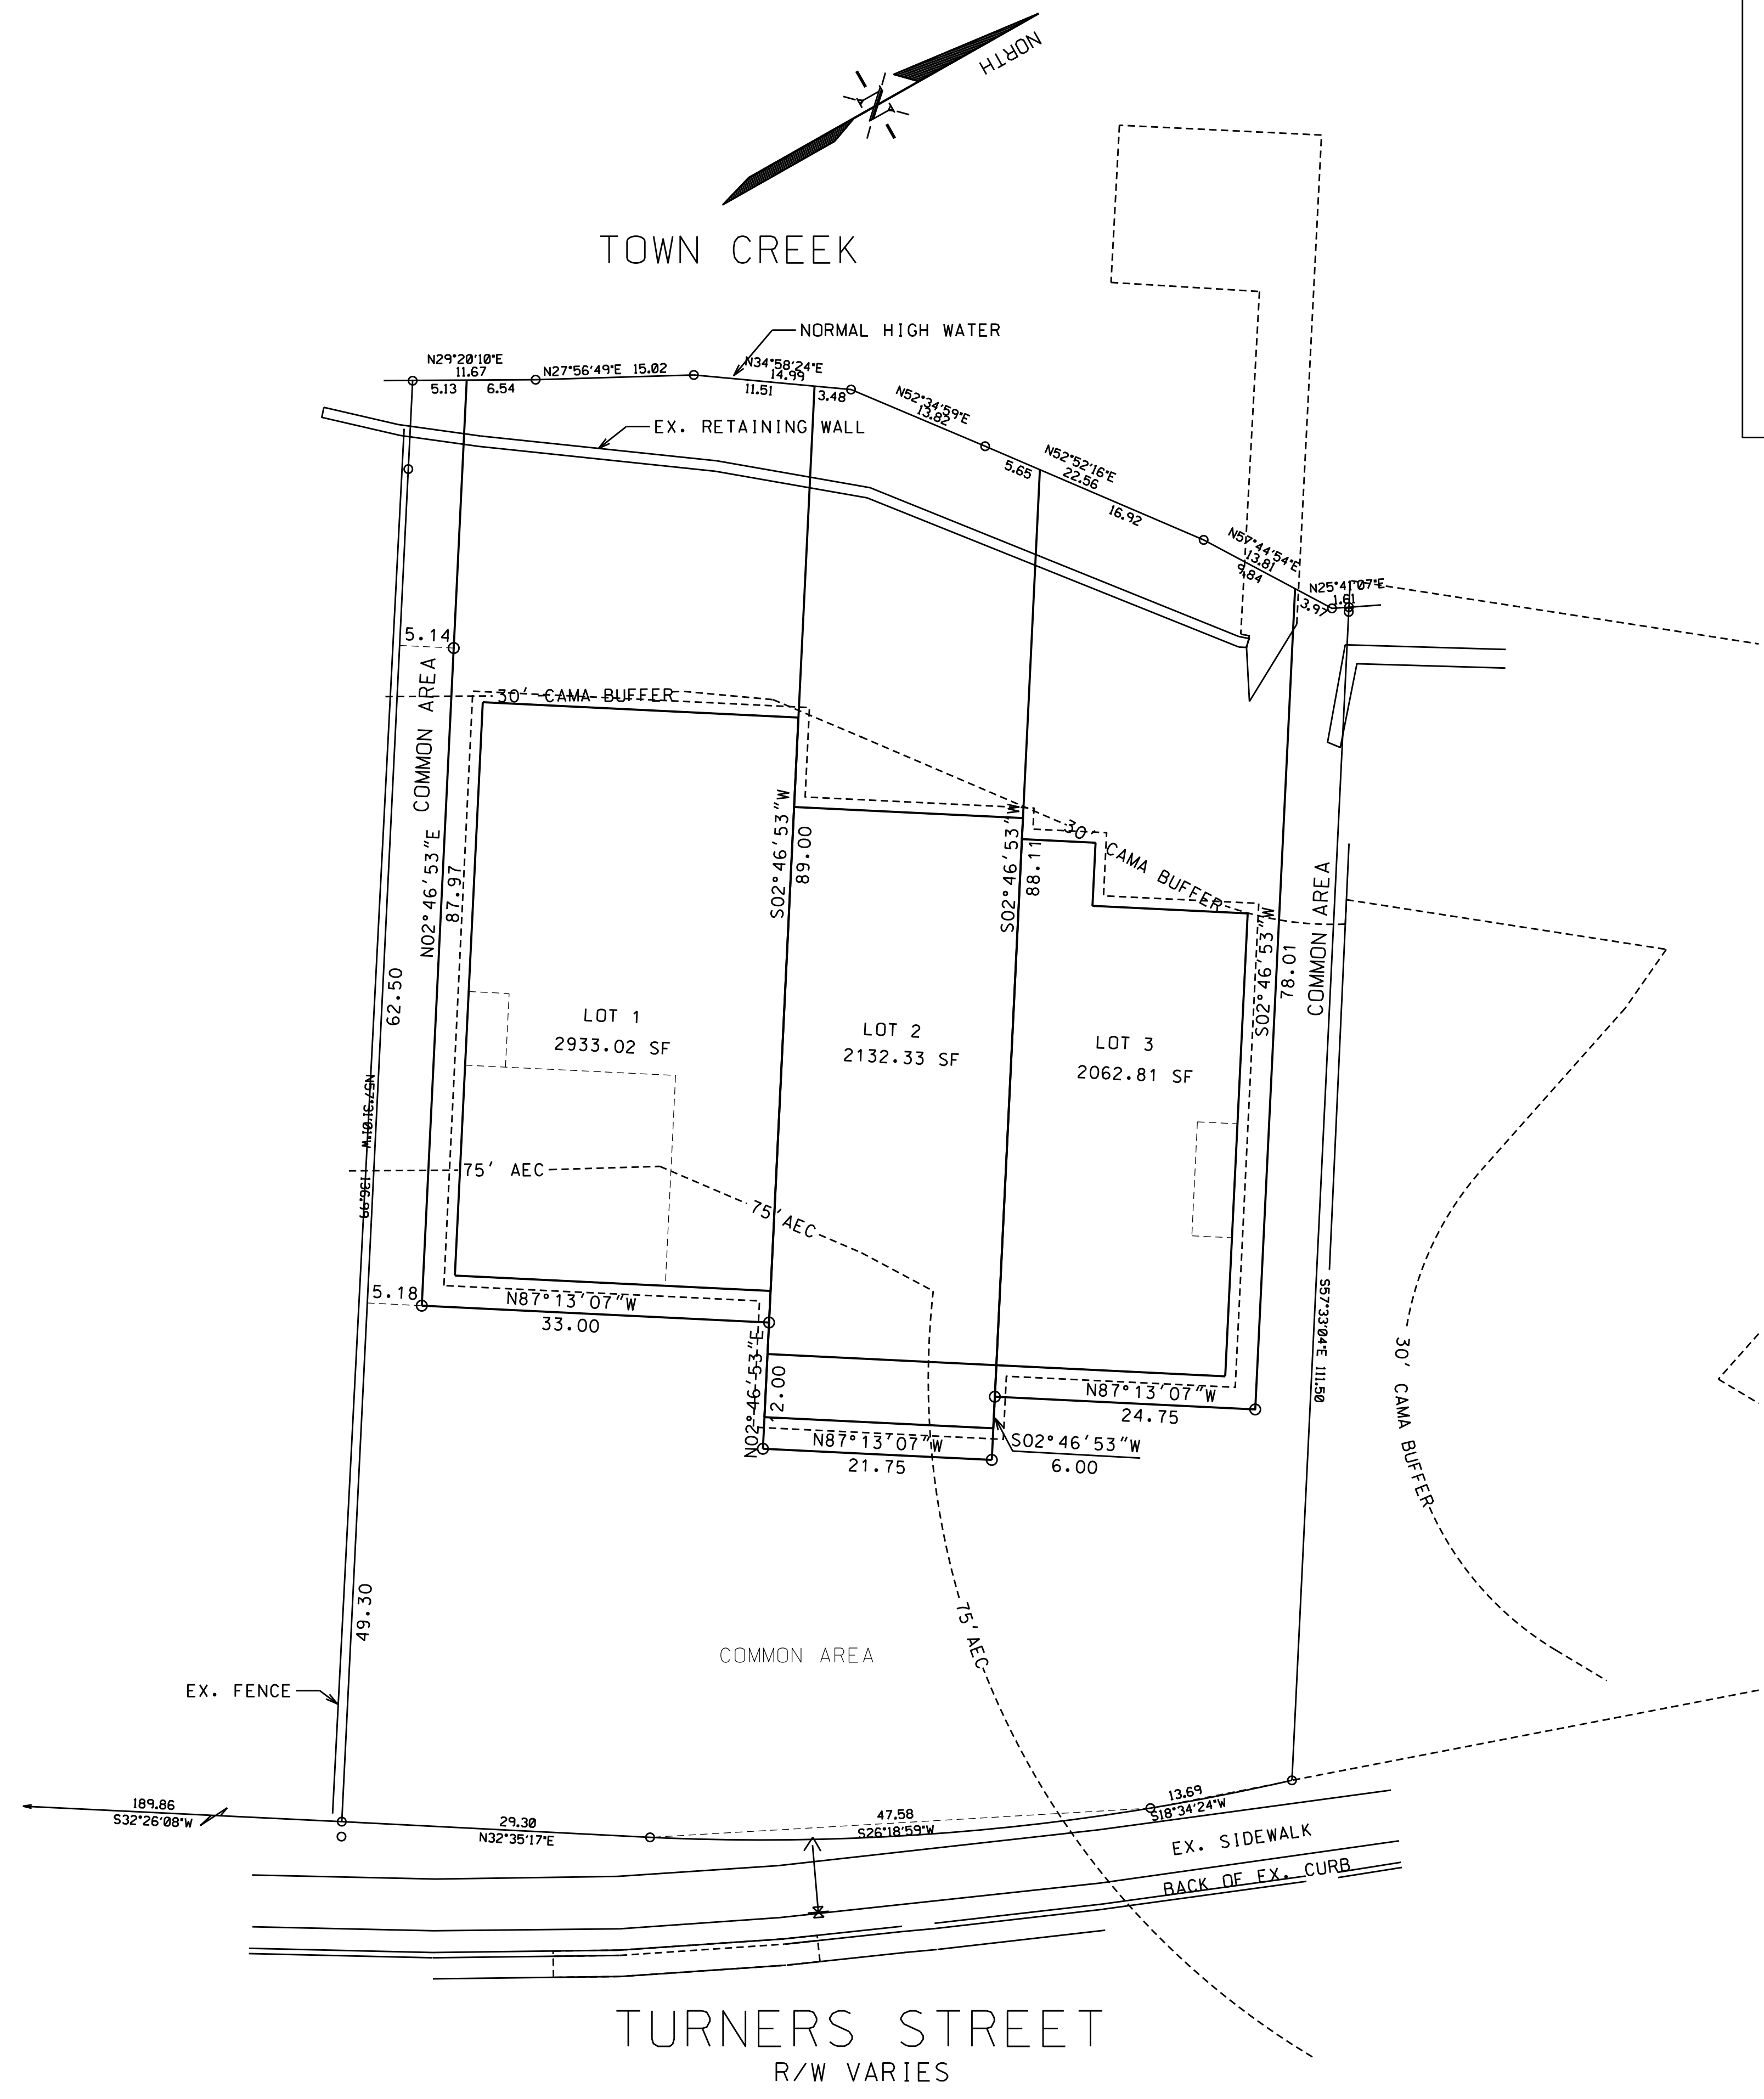 NORTH
TOWN CREEK
NORMAL HIGH WATER
N29°20'10"E
11.67
5.13
6.54
N27°56'49"E 15.02
N34°58'24"E
14.99
11.51
3.48
N52°34'59"E
13.82
EX. RETAINING WALL
5.65
N52°52'16"E
22.56
16.92
N57°44'54"E
13.81
9.84
3.97
N25°41'07"E
1.61
5.14
COMMON AREA
30' CAMA BUFFER
N02°46'53"E
87.97
S02°46'53"W
89.00
S02°46'53"W
88.11
30' CAMA BUFFER
S02°46'53"W
78.01
COMMON AREA
62.50
LOT 1
2933.02 SF
LOT 2
2132.33 SF
LOT 3
2062.81 SF
N57°31'01"W
136.99
75' AEC
75'AEC
5.18
N87°13'07"W
33.00
N02°46'53"E
12.00
N87°13'07"W
21.75
N87°13'07"W
24.75
S02°46'53"W
6.00
S57°33'04"E 111.50
30' CAMA BUFFER
49.30
COMMON AREA
75'AEC
EX. FENCE
189.86
S32°26'08"W
29.30
N32°35'17"E
47.58
S26°18'59"W
13.69
S18°34'24"W
EX. SIDEWALK
BACK OF EX. CURB
TURNERS STREET
R/W VARIES